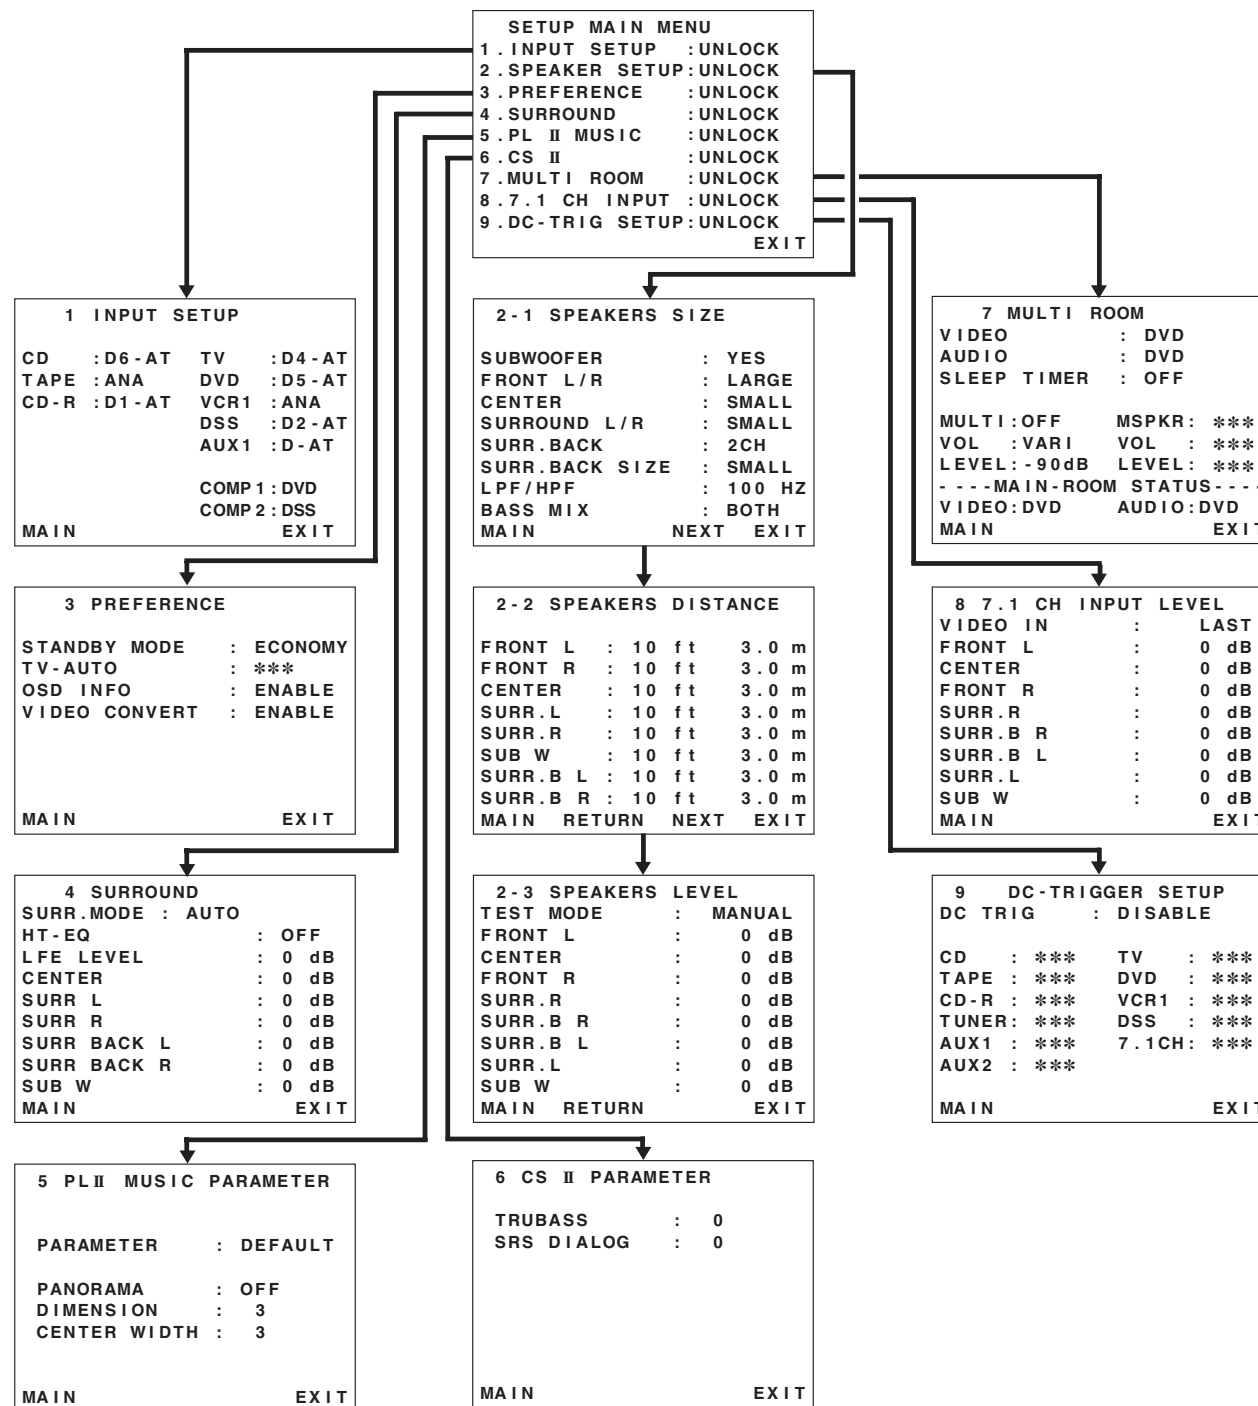 SETUP MAIN MENU
1.INPUT SETUP :UNLOCK
2.SPEAKER SETUP:UNLOCK
3.PREFERENCE :UNLOCK
4.SURROUND :UNLOCK
5.PL II MUSIC :UNLOCK
6.CS II :UNLOCK
7.MULTI ROOM :UNLOCK
8.7.1 CH INPUT :UNLOCK
9.DC-TRIG SETUP:UNLOCK
EXIT
1 INPUT SETUP
CD :D6-AT TV :D4-AT
TAPE :ANA DVD :D5-AT
CD-R :D1-AT VCR1 :ANA
DSS :D2-AT
AUX1 :D-AT
COMP1:DVD
COMP2:DSS
MAIN EXIT
2-1 SPEAKERS SIZE
SUBWOOFER : YES
FRONT L/R : LARGE
CENTER : SMALL
SURROUND L/R : SMALL
SURR.BACK : 2CH
SURR.BACK SIZE : SMALL
LPF/HPF : 100 HZ
BASS MIX : BOTH
MAIN NEXT EXIT
7 MULTI ROOM
VIDEO : DVD
AUDIO : DVD
SLEEP TIMER : OFF
MULTI:OFF MSPKR: ***
VOL :VARI VOL : ***
LEVEL:-90dB LEVEL: ***
----MAIN-ROOM STATUS----
VIDEO:DVD AUDIO:DVD
MAIN EXIT
3 PREFERENCE
STANDBY MODE : ECONOMY
TV-AUTO : ***
OSD INFO : ENABLE
VIDEO CONVERT : ENABLE
MAIN EXIT
2-2 SPEAKERS DISTANCE
FRONT L : 10 ft 3.0 m
FRONT R : 10 ft 3.0 m
CENTER : 10 ft 3.0 m
SURR.L : 10 ft 3.0 m
SURR.R : 10 ft 3.0 m
SUB W : 10 ft 3.0 m
SURR.B L : 10 ft 3.0 m
SURR.B R : 10 ft 3.0 m
MAIN RETURN NEXT EXIT
8 7.1 CH INPUT LEVEL
VIDEO IN : LAST
FRONT L : 0 dB
CENTER : 0 dB
FRONT R : 0 dB
SURR.R : 0 dB
SURR.B R : 0 dB
SURR.B L : 0 dB
SURR.L : 0 dB
SUB W : 0 dB
MAIN EXIT
4 SURROUND
SURR.MODE : AUTO
HT-EQ : OFF
LFE LEVEL : 0 dB
CENTER : 0 dB
SURR L : 0 dB
SURR R : 0 dB
SURR BACK L : 0 dB
SURR BACK R : 0 dB
SUB W : 0 dB
MAIN EXIT
2-3 SPEAKERS LEVEL
TEST MODE : MANUAL
FRONT L : 0 dB
CENTER : 0 dB
FRONT R : 0 dB
SURR.R : 0 dB
SURR.B R : 0 dB
SURR.B L : 0 dB
SURR.L : 0 dB
SUB W : 0 dB
MAIN RETURN EXIT
9 DC-TRIGGER SETUP
DC TRIG : DISABLE
CD : *** TV : ***
TAPE : *** DVD : ***
CD-R : *** VCR1 : ***
TUNER: *** DSS : ***
AUX1 : *** 7.1CH: ***
AUX2 : ***
MAIN EXIT
5 PLII MUSIC PARAMETER
PARAMETER : DEFAULT
PANORAMA : OFF
DIMENSION : 3
CENTER WIDTH : 3
MAIN EXIT
6 CS II PARAMETER
TRUBASS : 0
SRS DIALOG : 0
MAIN EXIT